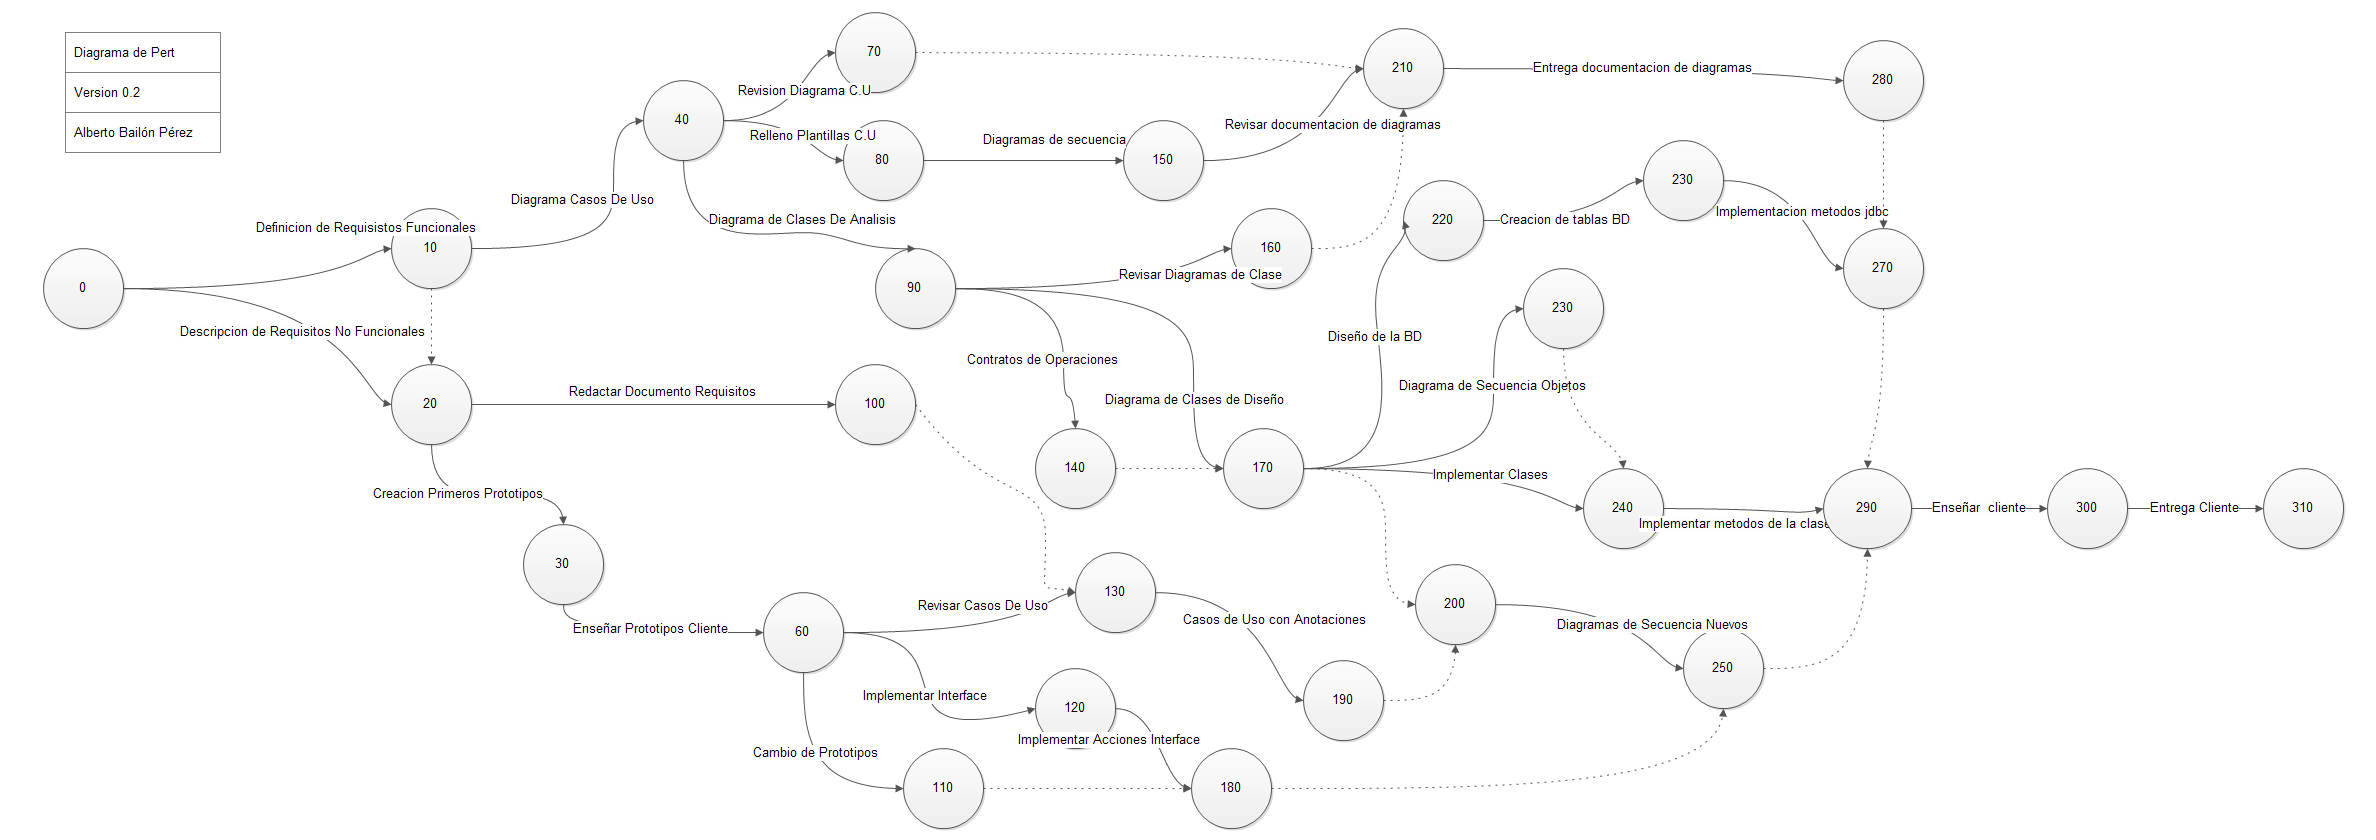 Diagrama de Pert
Version 0.2
Alberto Bailón Pérez
70
210
Entrega documentacion de diagramas
280
Revision Diagrama C.U
40
Relleno Plantillas C.U
Revisar documentacion de diagramas
Diagramas de secuencia
80
150
230
Diagrama Casos De Uso
Implementacion metodos jdbc
Diagrama de Clases De Analisis
220
Creacion de tablas BD
Definicion de Requisistos Funcionales
10
160
Revisar Diagramas de Clase
270
0
90
230
Descripcion de Requisitos No Funcionales
Diseño de la BD
Contratos de Operaciones
Diagrama de Secuencia Objetos
Redactar Documento Requisitos
20
100
Diagrama de Clases de Diseño
140
170
Implementar Clases
Creacion Primeros Prototipos
240
Implementar metodos de la clase
290
Enseñar  cliente
300
Entrega Cliente
310
30
130
Revisar Casos De Uso
200
Casos de Uso con Anotaciones
Diagramas de Secuencia Nuevos
Enseñar Prototipos Cliente
60
250
Implementar Interface
190
120
Implementar Acciones Interface
Cambio de Prototipos
110
180